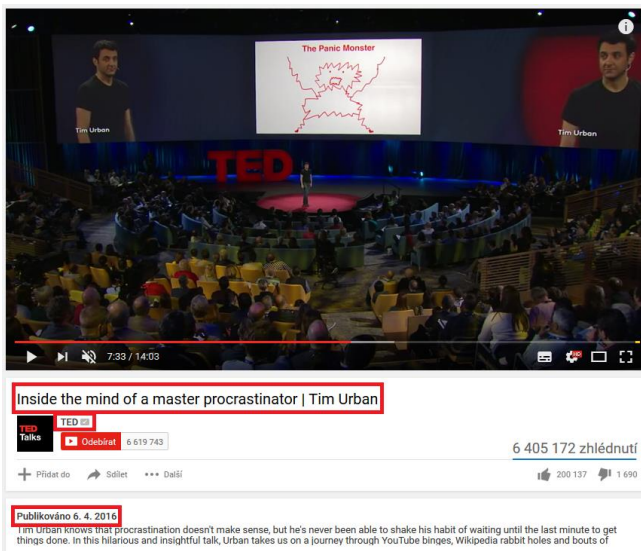 The Panic Monster
Tim Urban
Tim Urban
TED
7:33 / 14:03
HD
Inside the mind of a master procrastinator | Tim Urban
TED
Talks
TED
Odebírat 6 619 743
6 405 172 zhlédnutí
Přidat do Sdílet Další
200 137 1 690
Publikováno 6. 4. 2016
Tim Urban knows that procrastination doesn't make sense, but he's never been able to shake his habit of waiting until the last minute to get
things done. In this hilarious and insightful talk, Urban takes us on a journey through YouTube binges, Wikipedia rabbit holes and bouts of